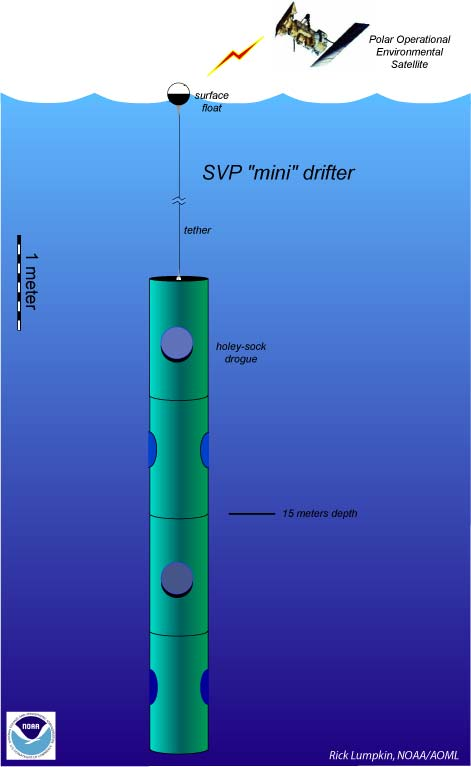 Polar Operational
Environmental
Satellite
surface
float
SVP "mini" drifter
tether
1 meter
holey-sock
drogue
15 meters depth
NOAA
Rick Lumpkin, NOAA/AOML